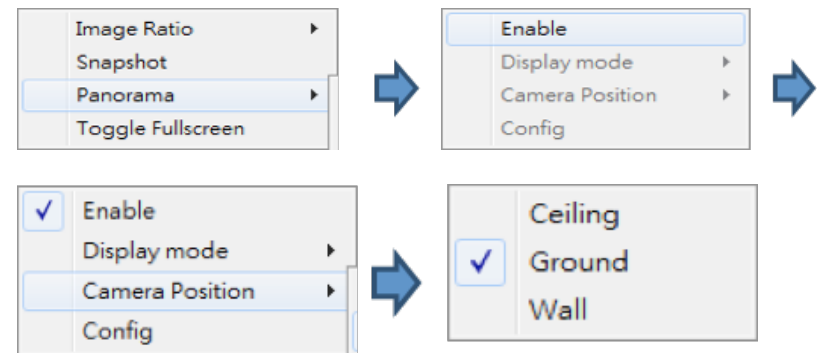 Image Ratio
Snapshot
Panorama
Toggle Fullscreen
Enable
Display mode
Camera Position
Config
Enable
Display mode
Camera Position
Config
Ceiling
Ground
Wall